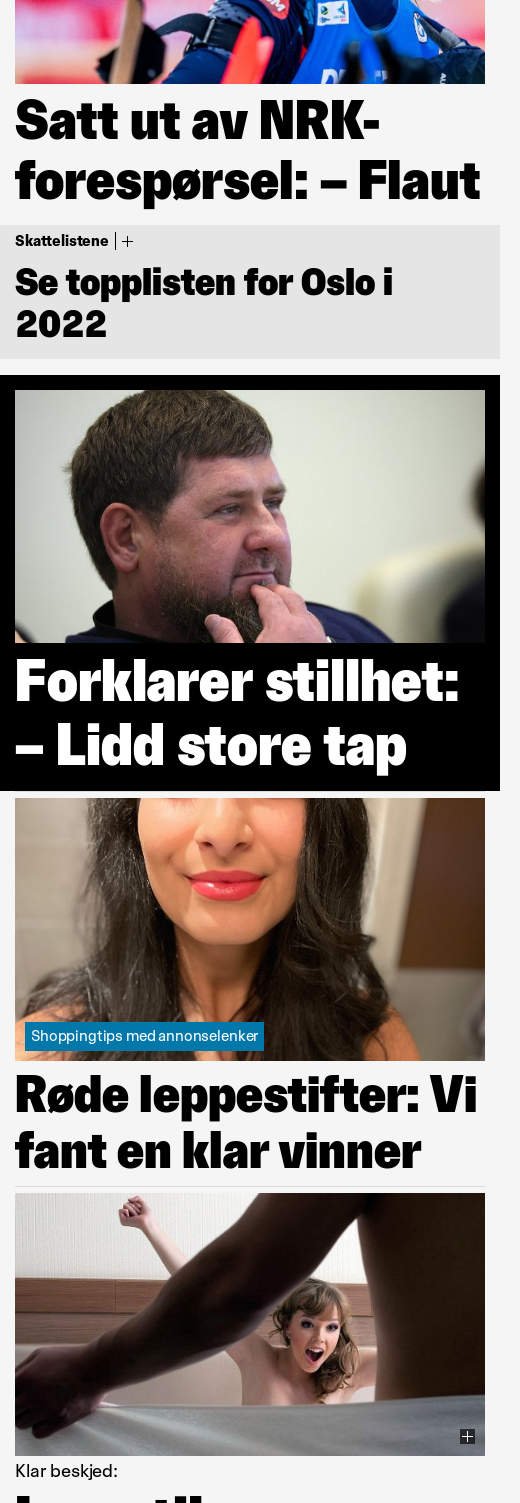 Satt ut av NRK-
forespørsel: – Flaut
Skattelistene | +
Se topplisten for Oslo i
2022
Forklarer stillhet:
– Lidd store tap
Shoppingtips med annonselenker
Røde leppestifter: Vi
fant en klar vinner
Klar beskjed: